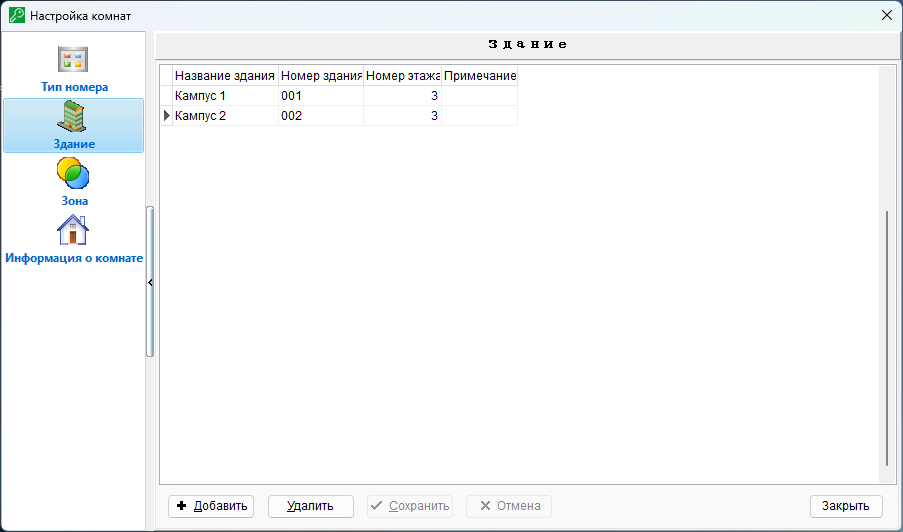 Настройка комнат
Тип номера
Здание
Зона
Информация о комнате
Здание
Название здания Номер здания Номер этажа Примечание
Кампус 1 001 3
Кампус 2 002 3
Добавить Удалить Сохранить Отмена Закрыть